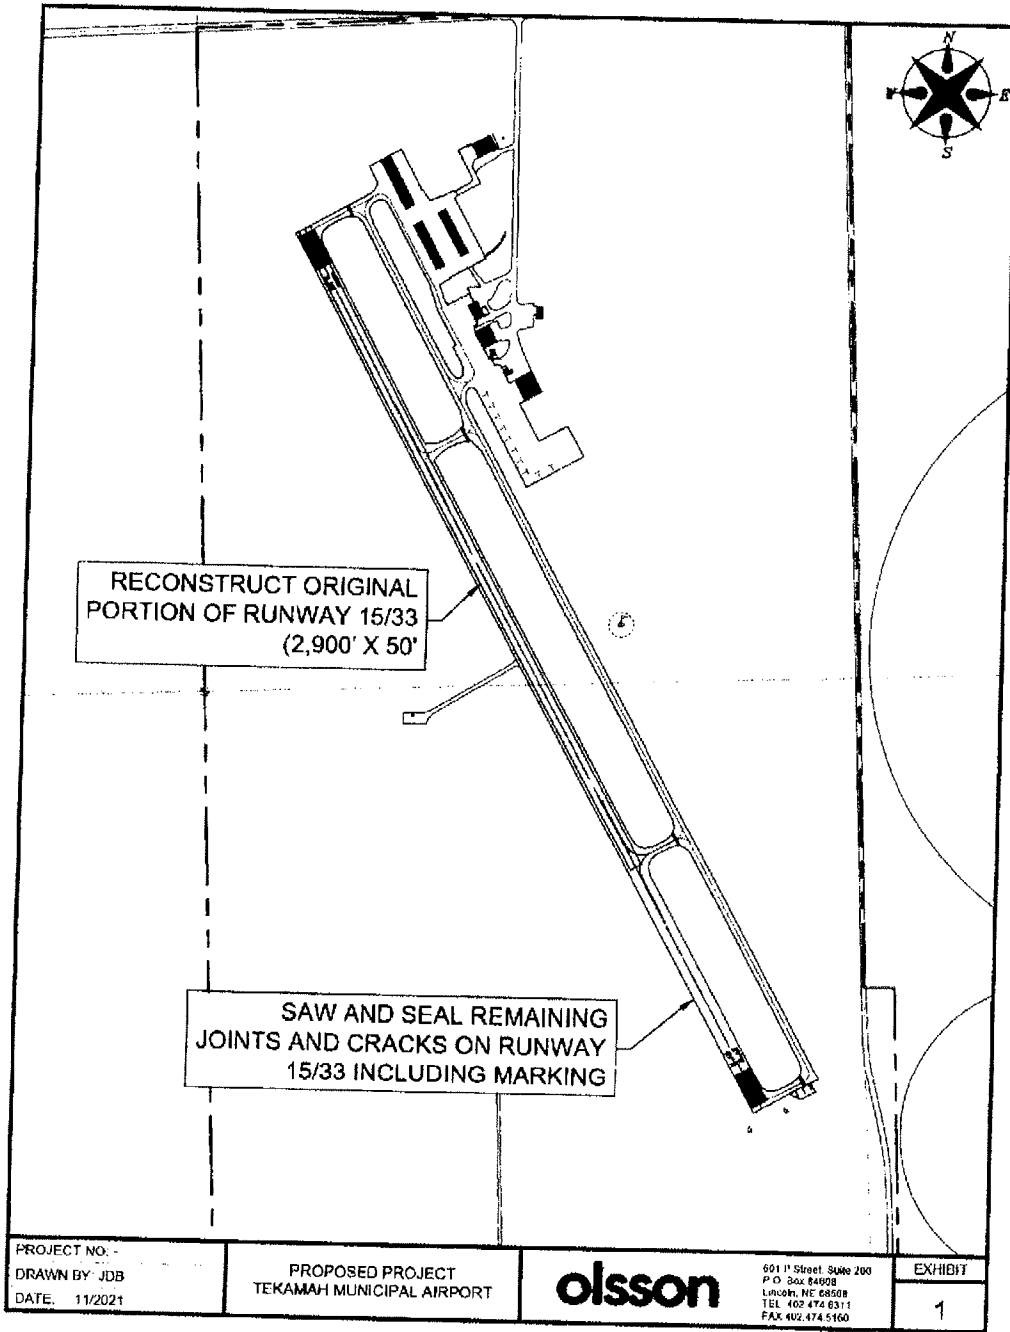 N
W
E
S
RECONSTRUCT ORIGINAL
PORTION OF RUNWAY 15/33
(2,900' X 50'
SAW AND SEAL REMAINING
JOINTS AND CRACKS ON RUNWAY
15/33 INCLUDING MARKING
PROJECT NO: -
DRAWN BY: JDB
DATE: 11/2021
PROPOSED PROJECT
TEKAMAH MUNICIPAL AIRPORT
olsson
601 P Street, Suite 200
P.O. Box 84608
Lincoln, NE 68508
TEL 402.474.6311
FAX 402.474.5160
EXHIBIT
1